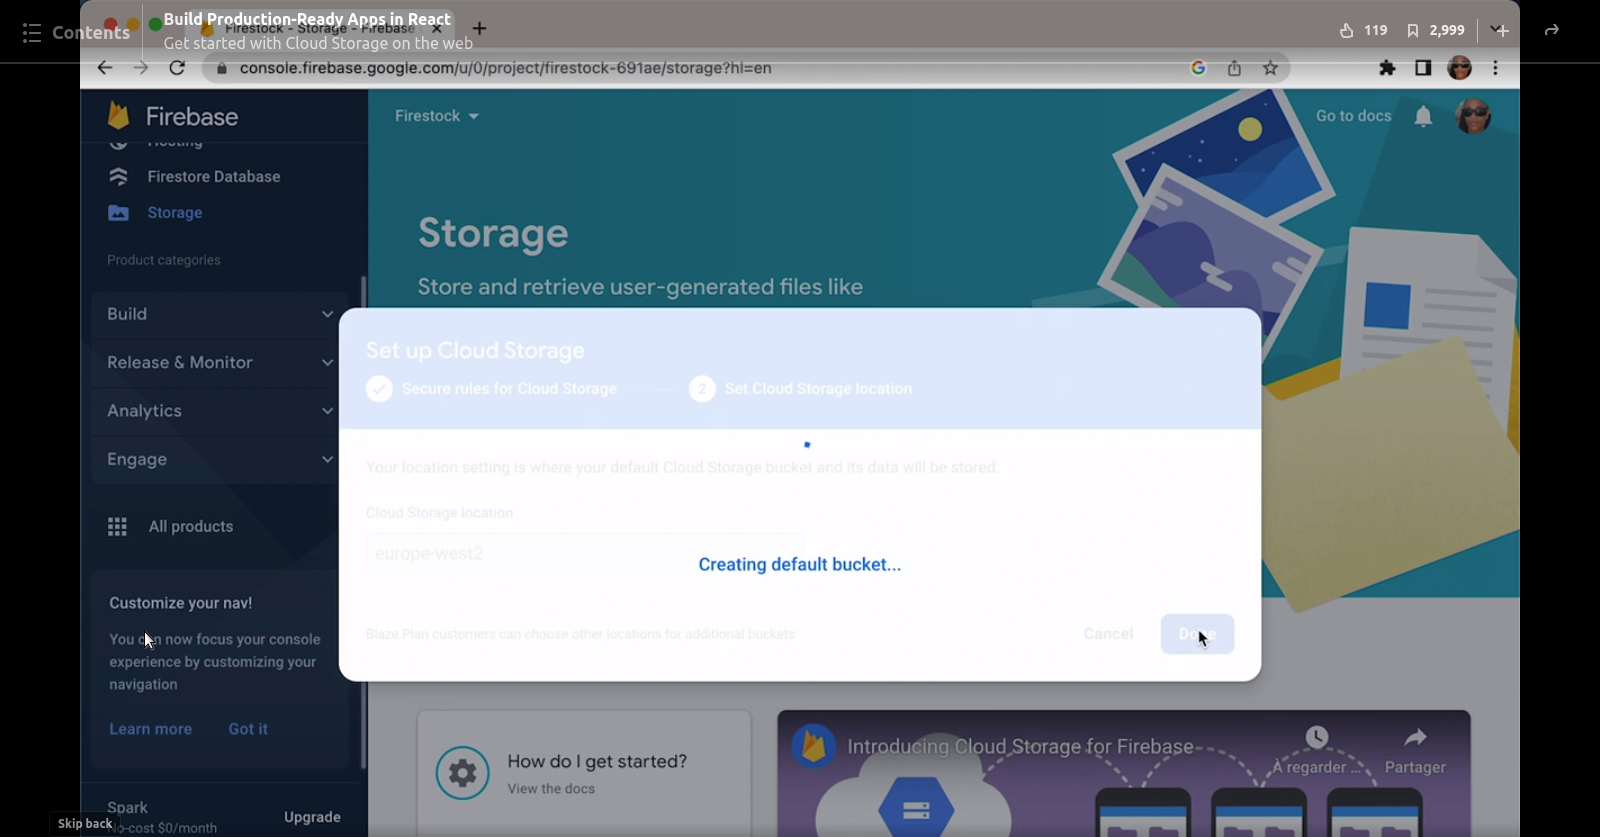 Contents
Build Production-Ready Apps in React
Get started with Cloud Storage on the web
119
2,999
Firestock - Storage - Firebase
console.firebase.google.com/u/0/project/firestock-691ae/storage?hl=en
Firebase
Firestock
Go to docs
Hosting
Firestore Database
Storage
Product categories
Build
Release & Monitor
Analytics
Engage
All products
Customize your nav!
You can now focus your console
experience by customizing your
navigation
Learn more
Got it
Spark
No-cost $0/month
Upgrade
Skip back
Storage
Store and retrieve user-generated files like
Set up Cloud Storage
Secure rules for Cloud Storage
2
Set Cloud Storage location
Your location setting is where your default Cloud Storage bucket and its data will be stored.
Cloud Storage location
europe-west2
Creating default bucket...
Blaze Plan customers can choose other locations for additional buckets
Cancel
Done
How do I get started?
View the docs
Introducing Cloud Storage for Firebase
À regarder ...
Partager